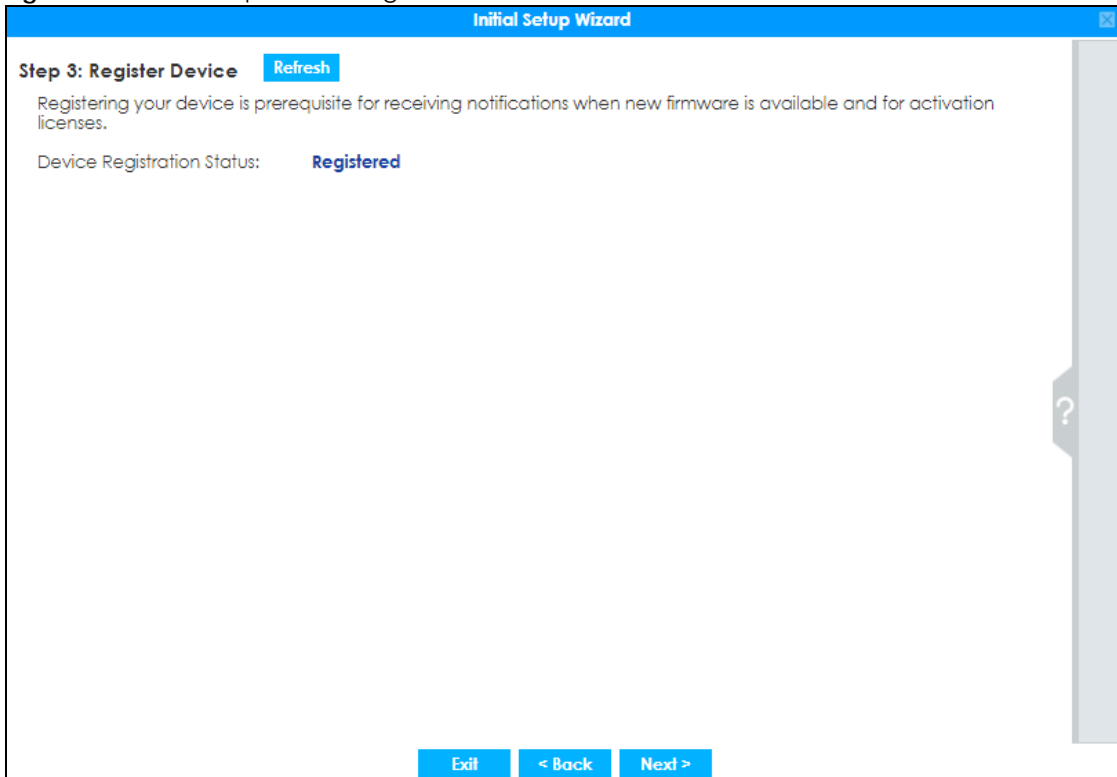 Initial Setup Wizard
Step 3: Register Device Refresh
Registering your device is prerequisite for receiving notifications when new firmware is available and for activation
licenses.
Device Registration Status: Registered
?
Exit < Back Next >